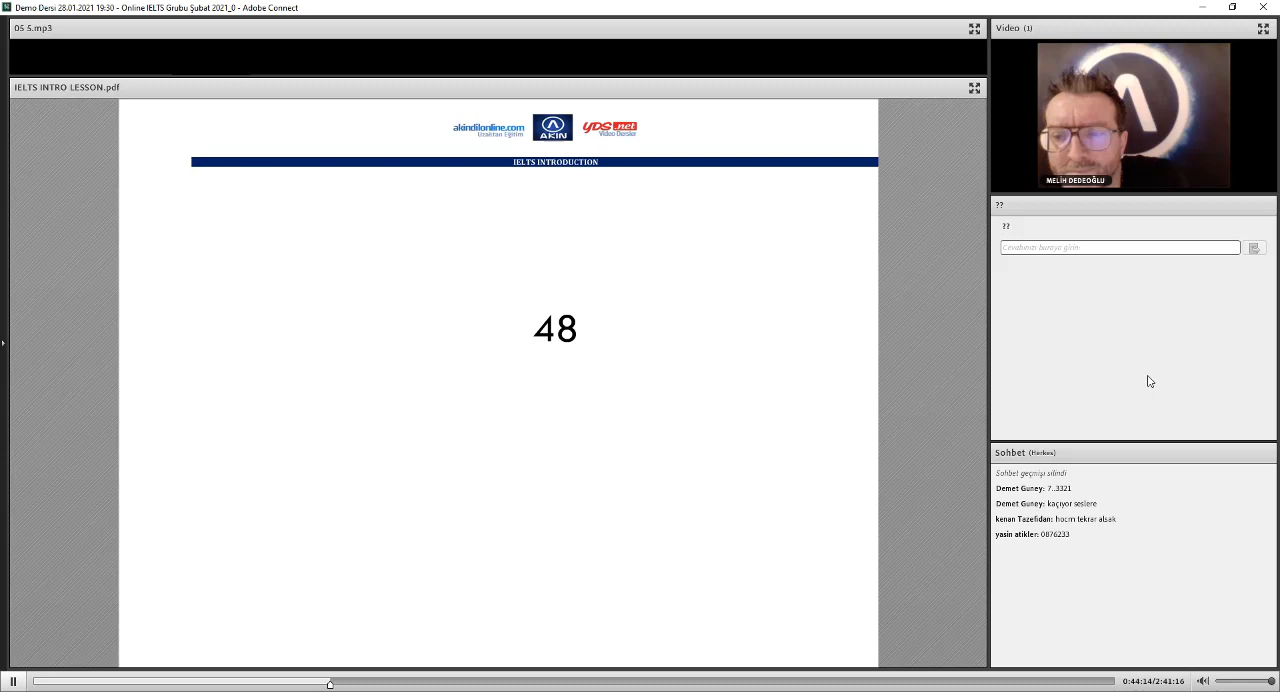 Demo Dersi 28.01.2021 19:30 - Online IELTS Grubu Şubat 2021_0 - Adobe Connect
05 5.mp3
IELTS INTRO LESSON.pdf
akindilonline.com
Uzaktan Eğitim
AKIN
YDS.net
Video Dersler
IELTS INTRODUCTION
48
Video (1)
MELİH DEDEOĞLU
??
??
Cevabınızı buraya girin
Sohbet (Herkes)
Sohbet geçmişi silindi
Demet Guney: 7..3321
Demet Guney: kaçıyor seslere
kenan Tazefidan: hocm tekrar alsak
yasin atikler: 0876233
0:44:14/2:41:16